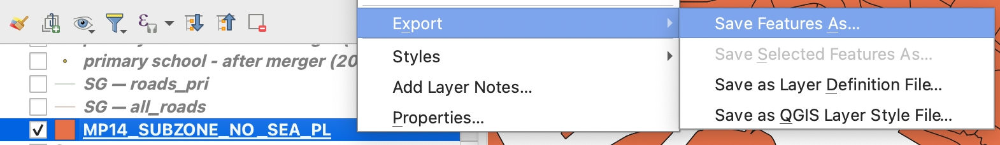 primary school - after merger (20
SG — roads_pri
SG — all_roads
MP14_SUBZONE_NO_SEA_PL
Export
Styles
Add Layer Notes...
Properties...
Save Features As...
Save Selected Features As...
Save as Layer Definition File...
Save as QGIS Layer Style File...